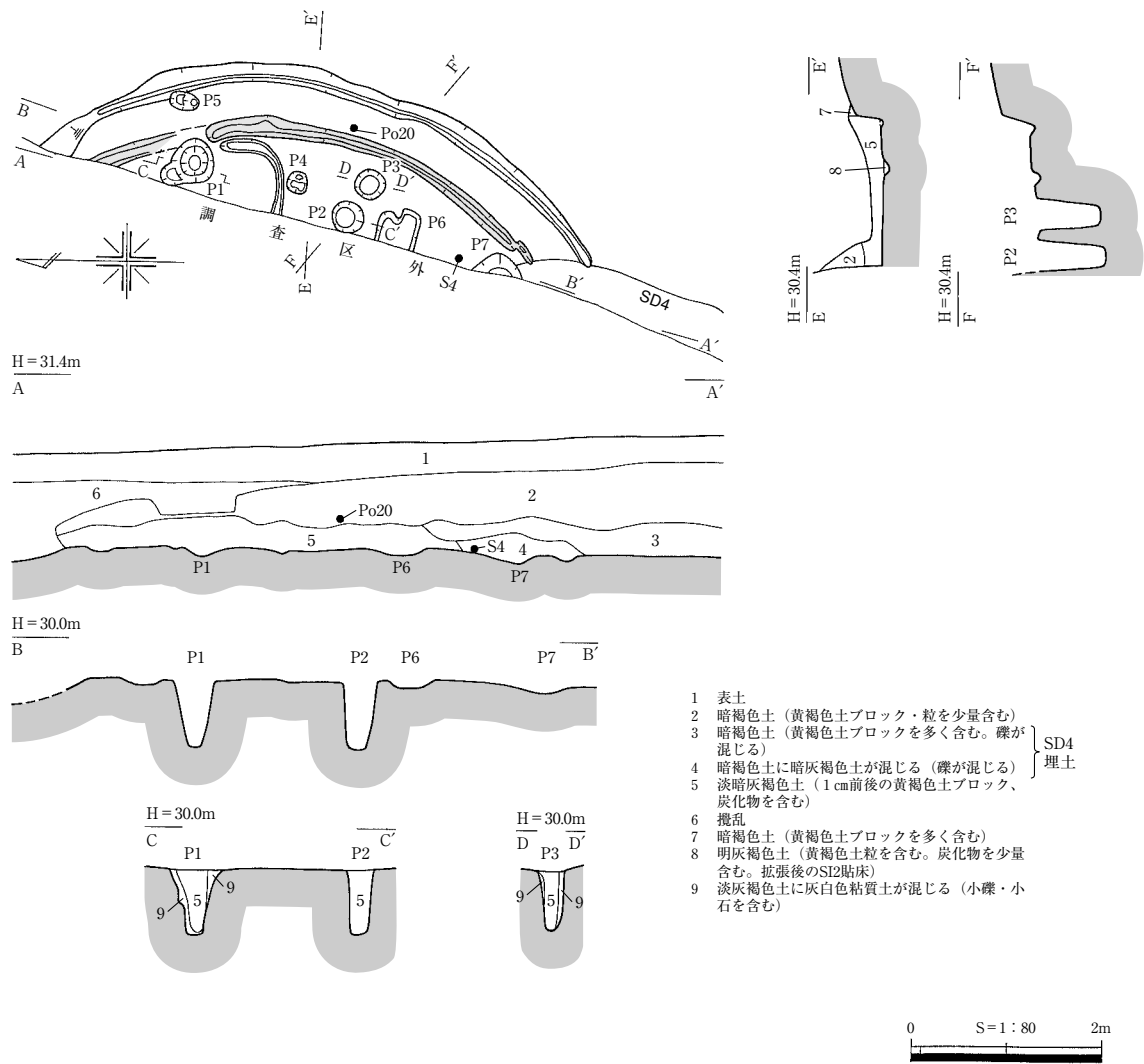 E′
F′
B
P5
Po20
A
C
P4
D
P3
D′
P1
P2
P6
C′
調査区外
P7
F
E
S4
B′
SD4
A′
E′
7
5
8
2
H＝30.4m
E
F′
P3
P2
H＝30.4m
F
H＝31.4m
A
A′
1
6
2
Po20
5
S4
4
3
P1
P6
P7
H＝30.0m
B
P1
P2
P6
P7
B′
H＝30.0m
C
C′
P1
P2
9
5
9
5
H＝30.0m
D
D′
P3
9
5
9
1 表土
2 暗褐色土（黄褐色土ブロック・粒を少量含む）
3 暗褐色土（黄褐色土ブロックを多く含む。礫が
混じる）
4 暗褐色土に暗灰褐色土が混じる（礫が混じる）
SD4
埋土
5 淡暗灰褐色土（1㎝前後の黄褐色土ブロック、
炭化物を含む）
6 攪乱
7 暗褐色土（黄褐色土ブロックを多く含む）
8 明灰褐色土（黄褐色土粒を含む。炭化物を少量
含む。拡張後のSI2貼床）
9 淡灰褐色土に灰白色粘質土が混じる（小礫・小
石を含む）
0 S＝1：80 2m